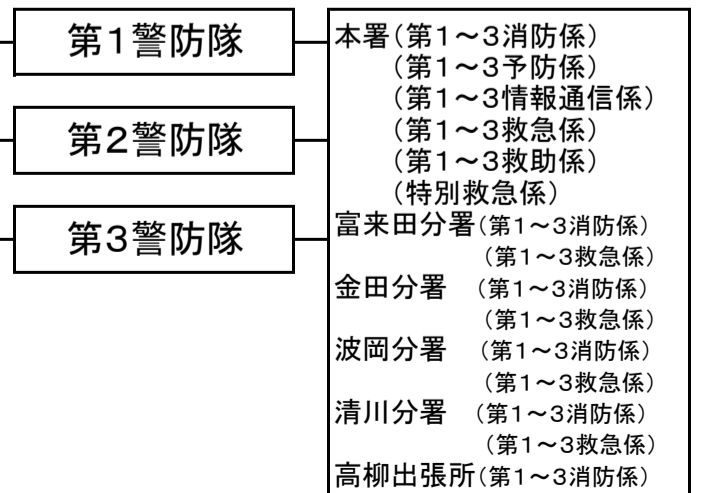 第1警防隊
第2警防隊
第3警防隊
本署(第1～3消防係)
(第1～3予防係)
(第1～3情報通信係)
(第1～3救急係)
(第1～3救助係)
(特別救急係)
富来田分署(第1～3消防係)
(第1～3救急係)
金田分署　(第1～3消防係)
(第1～3救急係)
波岡分署　(第1～3消防係)
(第1～3救急係)
清川分署　(第1～3消防係)
(第1～3救急係)
高柳出張所(第1～3消防係)